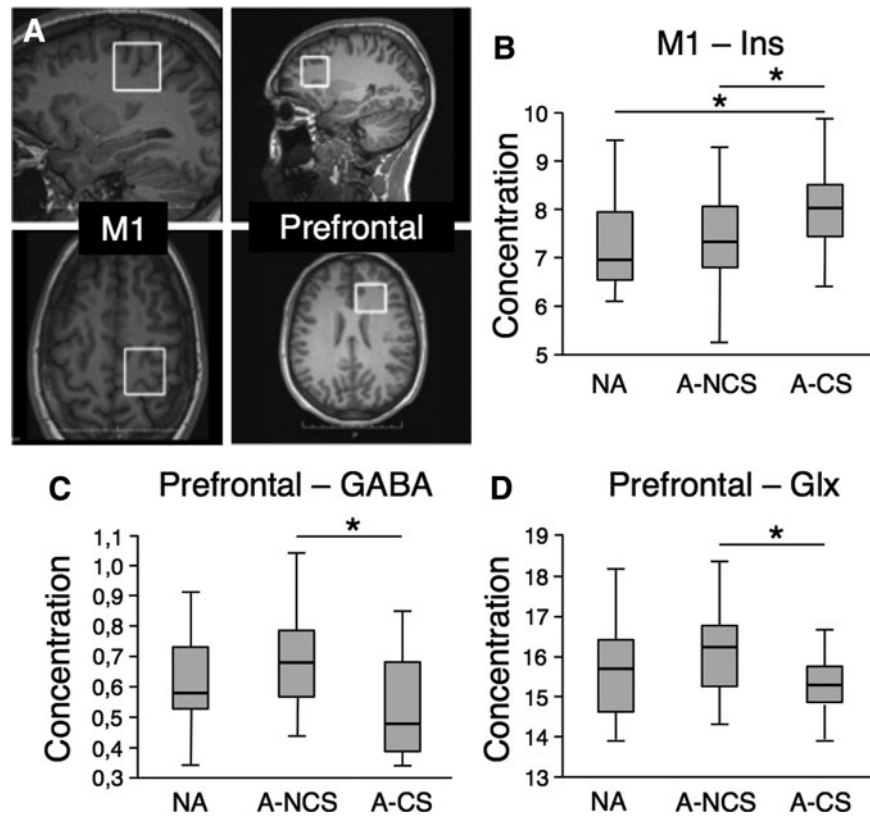 A
M1
Prefrontal
B
M1 – Ins
*
*
Concentration
10
9
8
7
6
5
NA A-NCS A-CS
C
Prefrontal – GABA
*
Concentration
1,1
1,0
0,9
0,8
0,7
0,6
0,5
0,4
0,3
NA A-NCS A-CS
D
Prefrontal – Glx
*
Concentration
19
18
17
16
15
14
13
NA A-NCS A-CS